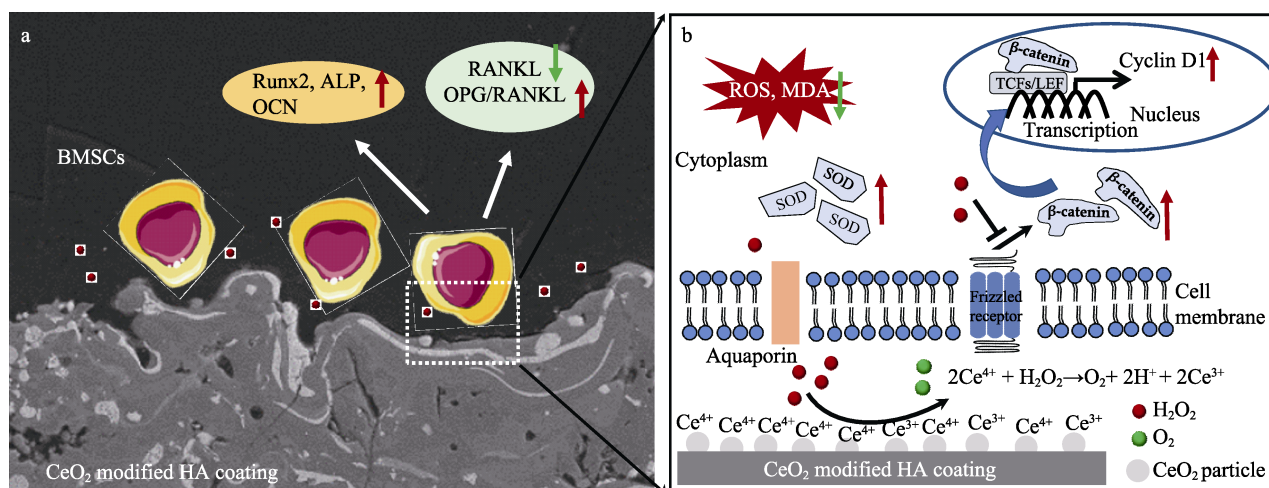 a
Runx2, ALP,
OCN
RANKL
OPG/RANKL
BMSCs
CeO₂ modified HA coating
b
ROS, MDA
β-catenin
TCFs/LEF
Cyclin D1
Nucleus
Transcription
Cytoplasm
SOD
SOD
SOD
β-catenin
β-catenin
Frizzled
receptor
Cell
membrane
Aquaporin
2Ce⁴⁺ + H₂O₂→O₂+ 2H⁺ + 2Ce³⁺
Ce⁴⁺ Ce⁴⁺ Ce⁴⁺ Ce⁴⁺ Ce⁴⁺ Ce³⁺ Ce⁴⁺ Ce³⁺ Ce⁴⁺ Ce³⁺
H₂O₂
O₂
CeO₂ particle
CeO₂ modified HA coating